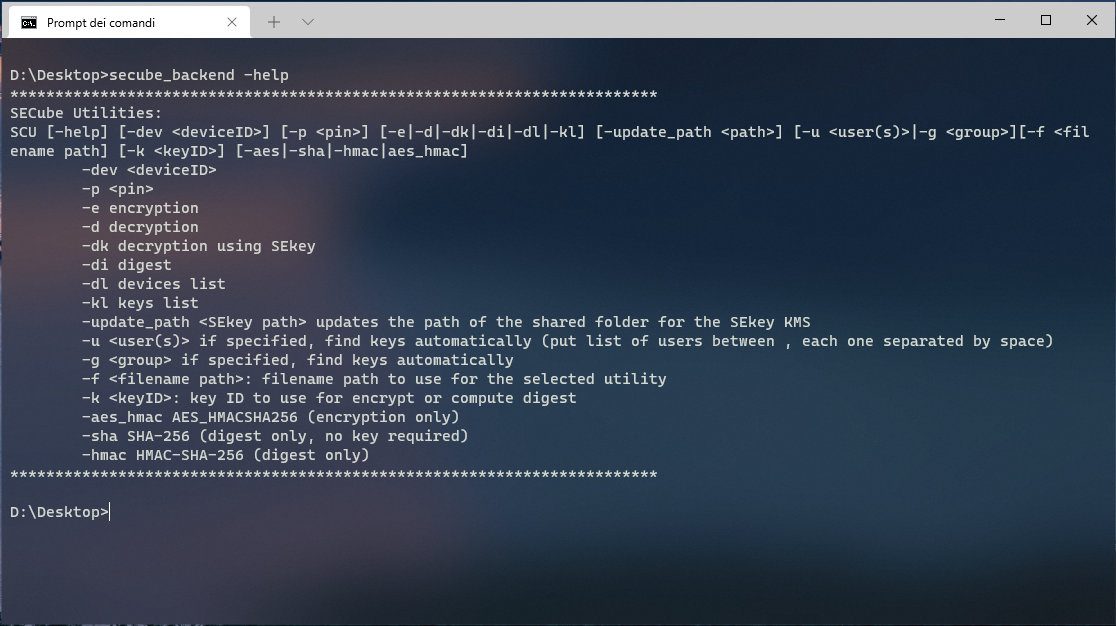 Prompt dei comandi
D:\Desktop>secube_backend -help
************************************************************************
SECube Utilities:
SCU [-help] [-dev <deviceID>] [-p <pin>] [-e|-d|-dk|-di|-dl|-kl] [-update_path <path>] [-u <user(s)>|-g <group>][-f <fil
ename path] [-k <keyID>] [-aes|-sha|-hmac|aes_hmac]
-dev <deviceID>
-p <pin>
-e encryption
-d decryption
-dk decryption using SEkey
-di digest
-dl devices list
-kl keys list
-update_path <SEkey path> updates the path of the shared folder for the SEkey KMS
-u <user(s)> if specified, find keys automatically (put list of users between , each one separated by space)
-g <group> if specified, find keys automatically
-f <filename path>: filename path to use for the selected utility
-k <keyID>: key ID to use for encrypt or compute digest
-aes_hmac AES_HMACSHA256 (encryption only)
-sha SHA-256 (digest only, no key required)
-hmac HMAC-SHA-256 (digest only)
************************************************************************
D:\Desktop>